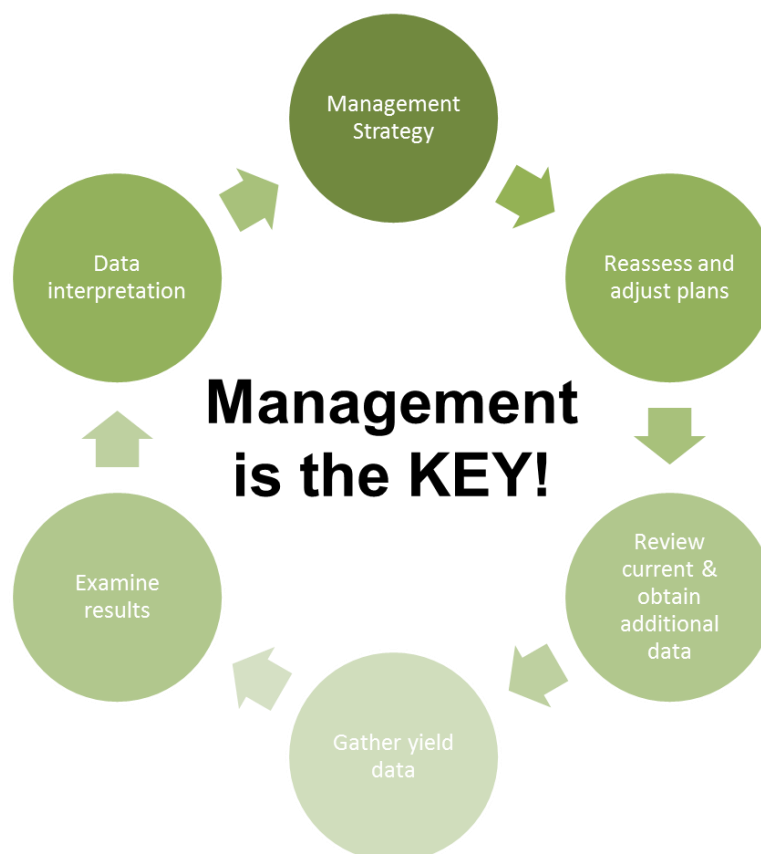 Management
Strategy
Reassess and
adjust plans
Review
current &
obtain
additional
data
Gather yield
data
Examine
results
Data
interpretation
Management
is the KEY!